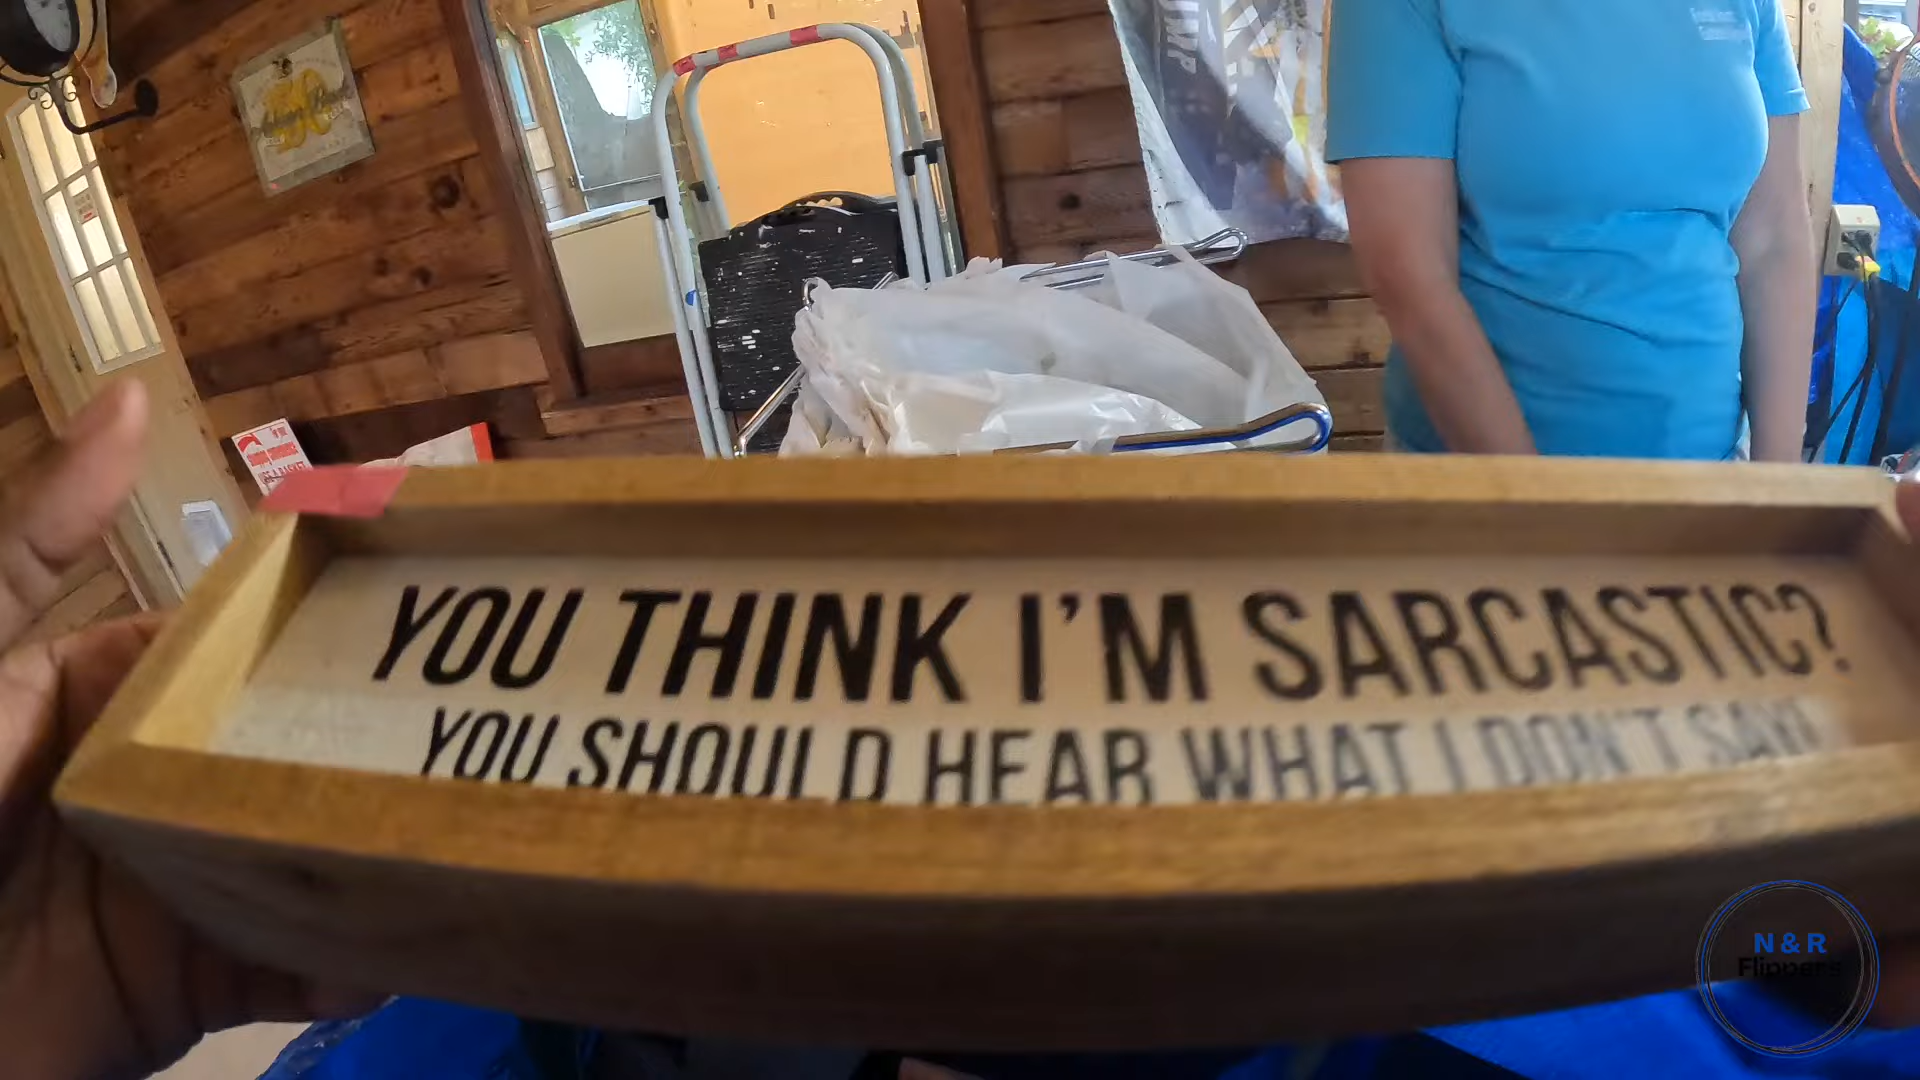 YOU THINK I'M SARCASTIC?
YOU SHOULD HEAR WHAT I DON'T SAY!
N & R
Flippers